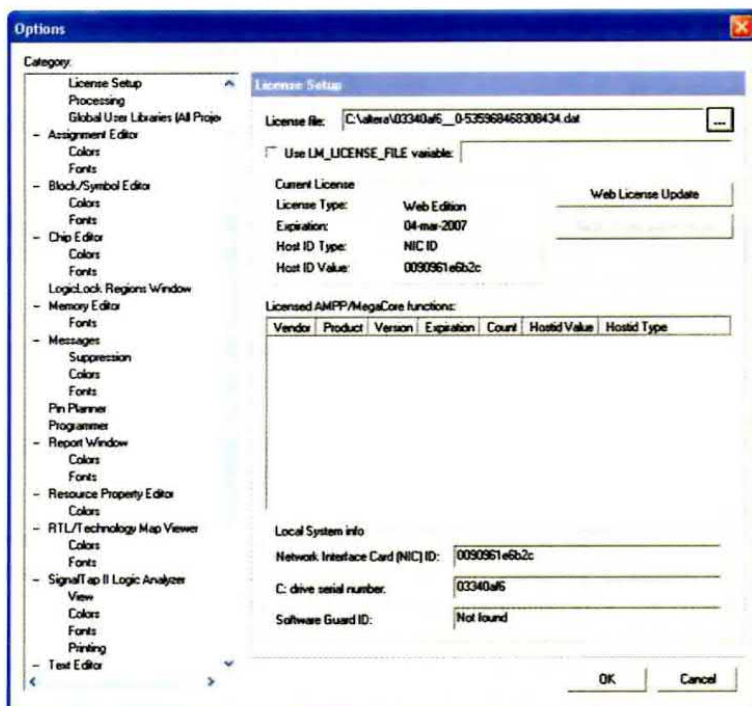 Options
Category:
License Setup
Processing
Global User Libraries (All Proje
Assignment Editor
Colors
Fonts
Block/Symbol Editor
Colors
Fonts
Chip Editor
Colors
Fonts
LogicLock Regions Window
Memory Editor
Fonts
Messages
Suppression
Colors
Fonts
Pin Planner
Programmer
Report Window
Colors
Fonts
Resource Property Editor
Colors
RTL/Technology Map Viewer
Colors
Fonts
SignalTap II Logic Analyzer
View
Colors
Fonts
Printing
Text Editor
License Setup
License file: C:\altera\03340af6__0-535968468308434.dat ...
Use LM_LICENSE_FILE variable:
Current License
License Type: Web Edition
Expiration: 04-mar-2007
Host ID Type: NIC ID
Host ID Value: 0090961e6b2c
Web License Update
Licensed AMPP/MegaCore functions:
Vendor Product Version Expiration Count Hostid Value Hostid Type
Local System info
Network Interface Card (NIC) ID: 0090961e6b2c
C: drive serial number: 03340af6
Software Guard ID: Not found
OK Cancel